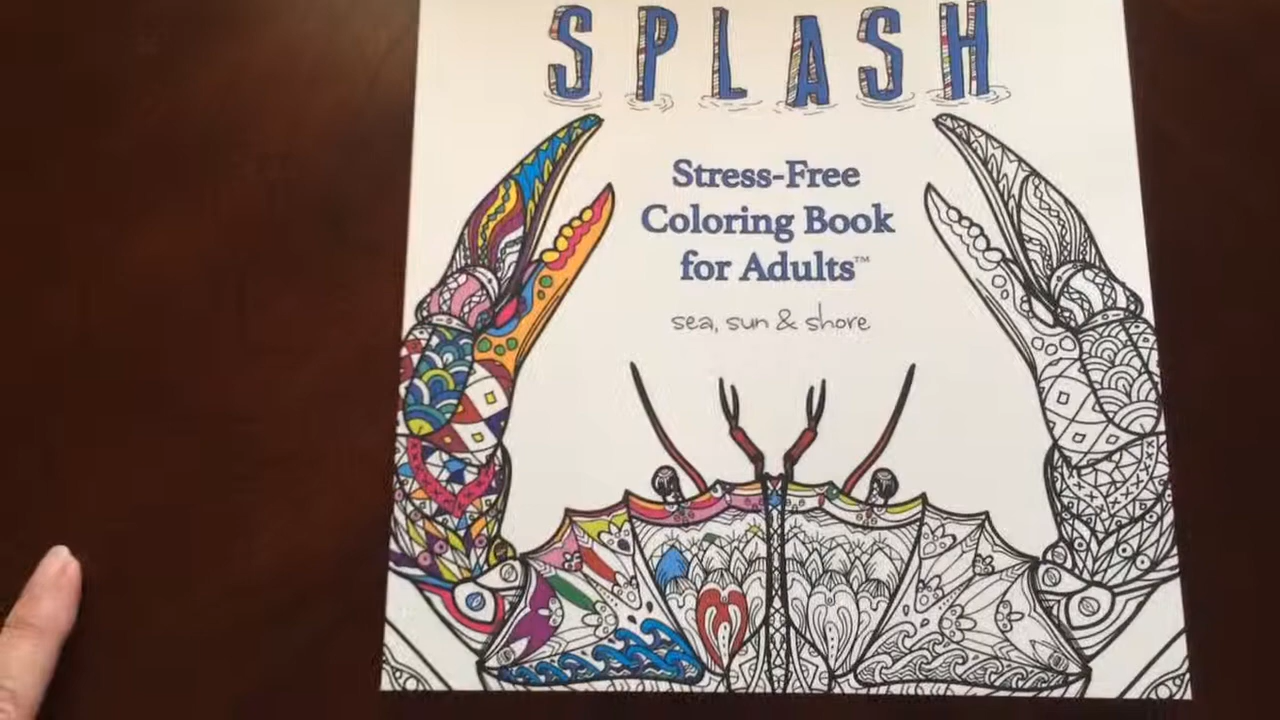 SPLASH
Stress-Free
Coloring Book
for Adults™
sea, sun & shore